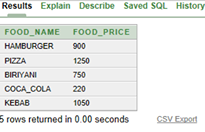 Results Explain Describe Saved SQL History
FOOD_NAME FOOD_PRICE
HAMBURGER 900
PIZZA 1250
BIRIYANI 750
COCA_COLA 220
KEBAB 1050
5 rows returned in 0.00 seconds CSV Export